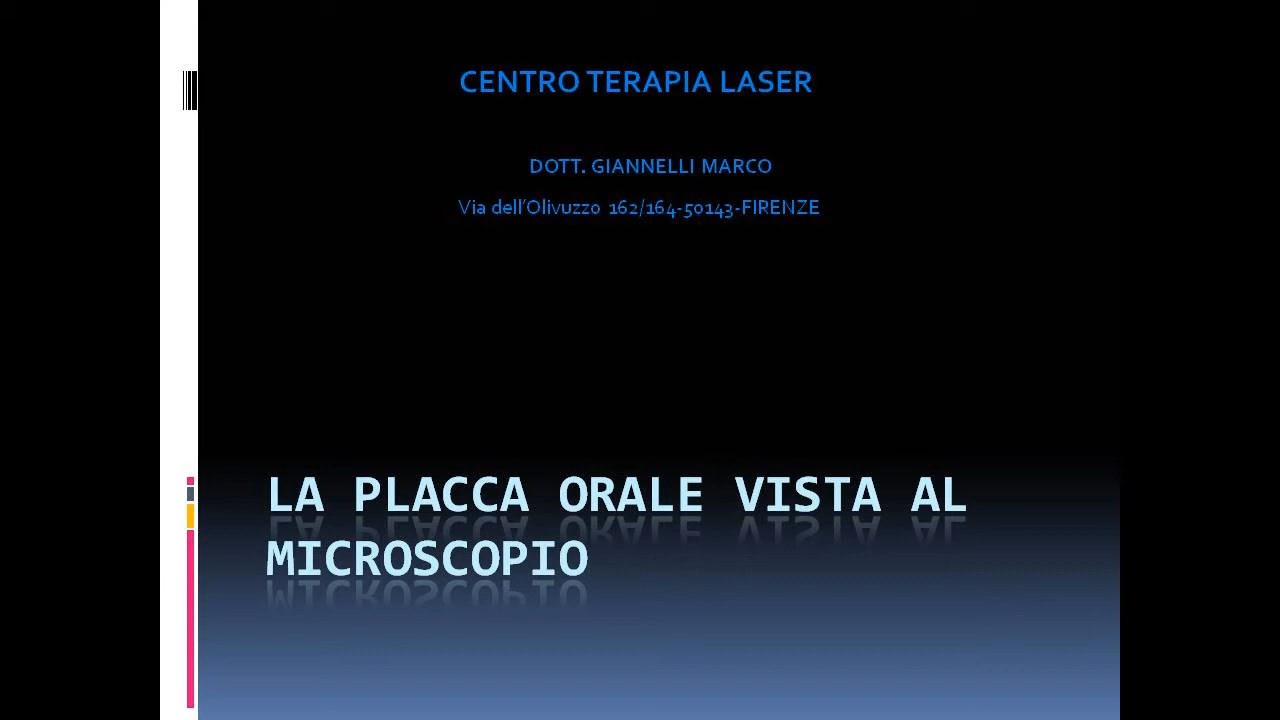 CENTRO TERAPIA LASER
DOTT. GIANNELLI MARCO
Via dell’Olivuzzo 162/164-50143-FIRENZE
LA PLACCA ORALE VISTA AL
MICROSCOPIO